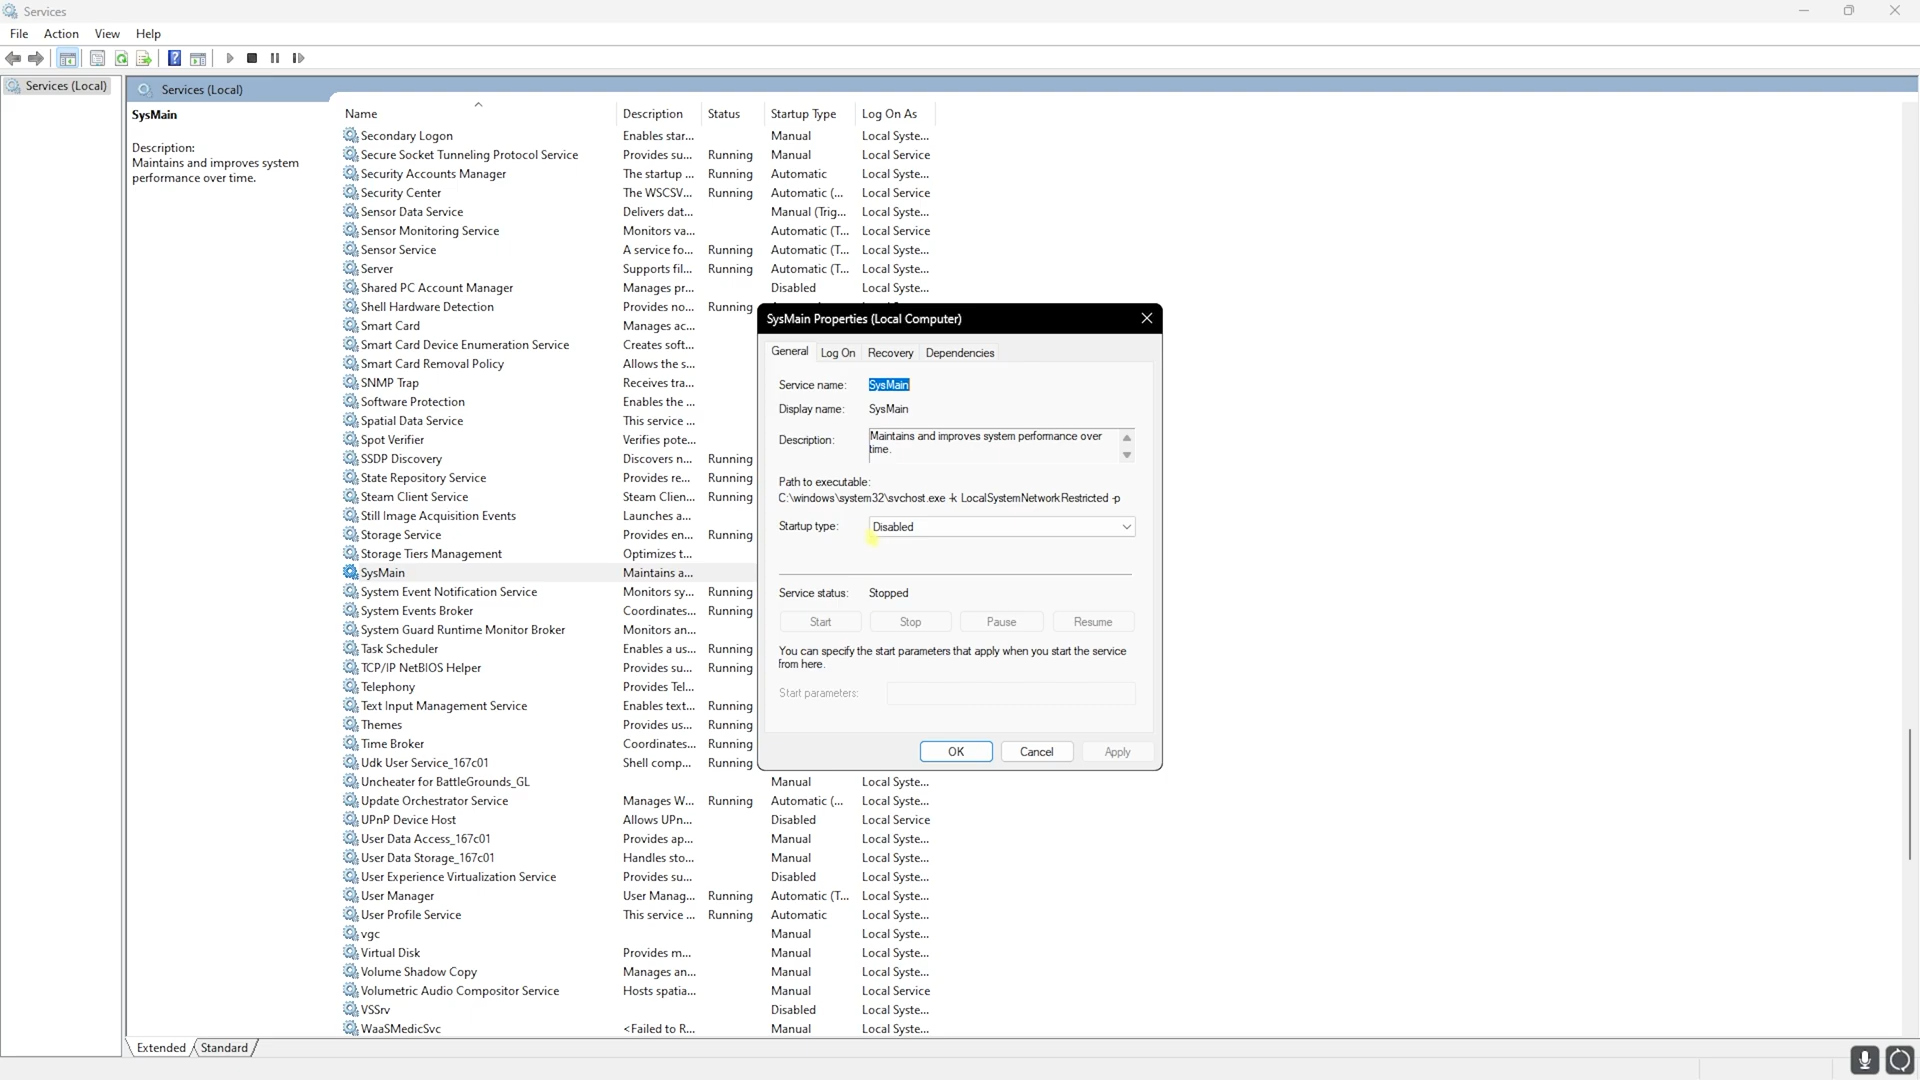 Services
File Action View Help
Services (Local)
Services (Local)
SysMain
Description:
Maintains and improves system
performance over time.
Name Description Status Startup Type Log On As
Secondary Logon Enables star... Manual Local Syste...
Secure Socket Tunneling Protocol Service Provides su... Running Manual Local Service
Security Accounts Manager The startup ... Running Automatic Local Syste...
Security Center The WSCSV... Running Automatic (... Local Service
Sensor Data Service Delivers dat... Manual (Trig... Local Syste...
Sensor Monitoring Service Monitors va... Automatic (T... Local Service
Sensor Service A service fo... Running Automatic (T... Local Syste...
Server Supports fil... Running Automatic (T... Local Syste...
Shared PC Account Manager Manages pr... Disabled Local Syste...
Shell Hardware Detection Provides no... Running
Smart Card Manages ac...
Smart Card Device Enumeration Service Creates soft...
Smart Card Removal Policy Allows the s...
SNMP Trap Receives tra...
Software Protection Enables the ...
Spatial Data Service This service ...
Spot Verifier Verifies pote...
SSDP Discovery Discovers n... Running
State Repository Service Provides re... Running
Steam Client Service Steam Clien... Running
Still Image Acquisition Events Launches a...
Storage Service Provides en... Running
Storage Tiers Management Optimizes t...
SysMain Maintains a...
System Event Notification Service Monitors sy... Running
System Events Broker Coordinates... Running
System Guard Runtime Monitor Broker Monitors an...
Task Scheduler Enables a us... Running
TCP/IP NetBIOS Helper Provides su... Running
Telephony Provides Tel...
Text Input Management Service Enables text... Running
Themes Provides us... Running
Time Broker Coordinates... Running
Udk User Service_167c01 Shell comp... Running
Uncheater for BattleGrounds_GL Manual Local Syste...
Update Orchestrator Service Manages W... Running Automatic (... Local Syste...
UPnP Device Host Allows UPn... Disabled Local Service
User Data Access_167c01 Provides ap... Manual Local Syste...
User Data Storage_167c01 Handles sto... Manual Local Syste...
User Experience Virtualization Service Provides su... Disabled Local Syste...
User Manager User Manag... Running Automatic (T... Local Syste...
User Profile Service This service ... Running Automatic Local Syste...
vgc Manual Local Syste...
Virtual Disk Provides m... Manual Local Syste...
Volume Shadow Copy Manages an... Manual Local Syste...
Volumetric Audio Compositor Service Hosts spatia... Manual Local Service
VSSrv Disabled Local Syste...
WaaSMedicSvc <Failed to R... Manual Local Syste...
SysMain Properties (Local Computer)
General Log On Recovery Dependencies
Service name: SysMain
Display name: SysMain
Description: Maintains and improves system performance over
time.
Path to executable:
C:\windows\system32\svchost.exe -k LocalSystemNetworkRestricted -p
Startup type: Disabled
Service status: Stopped
Start Stop Pause Resume
You can specify the start parameters that apply when you start the service
from here.
Start parameters:
OK Cancel Apply
Extended Standard